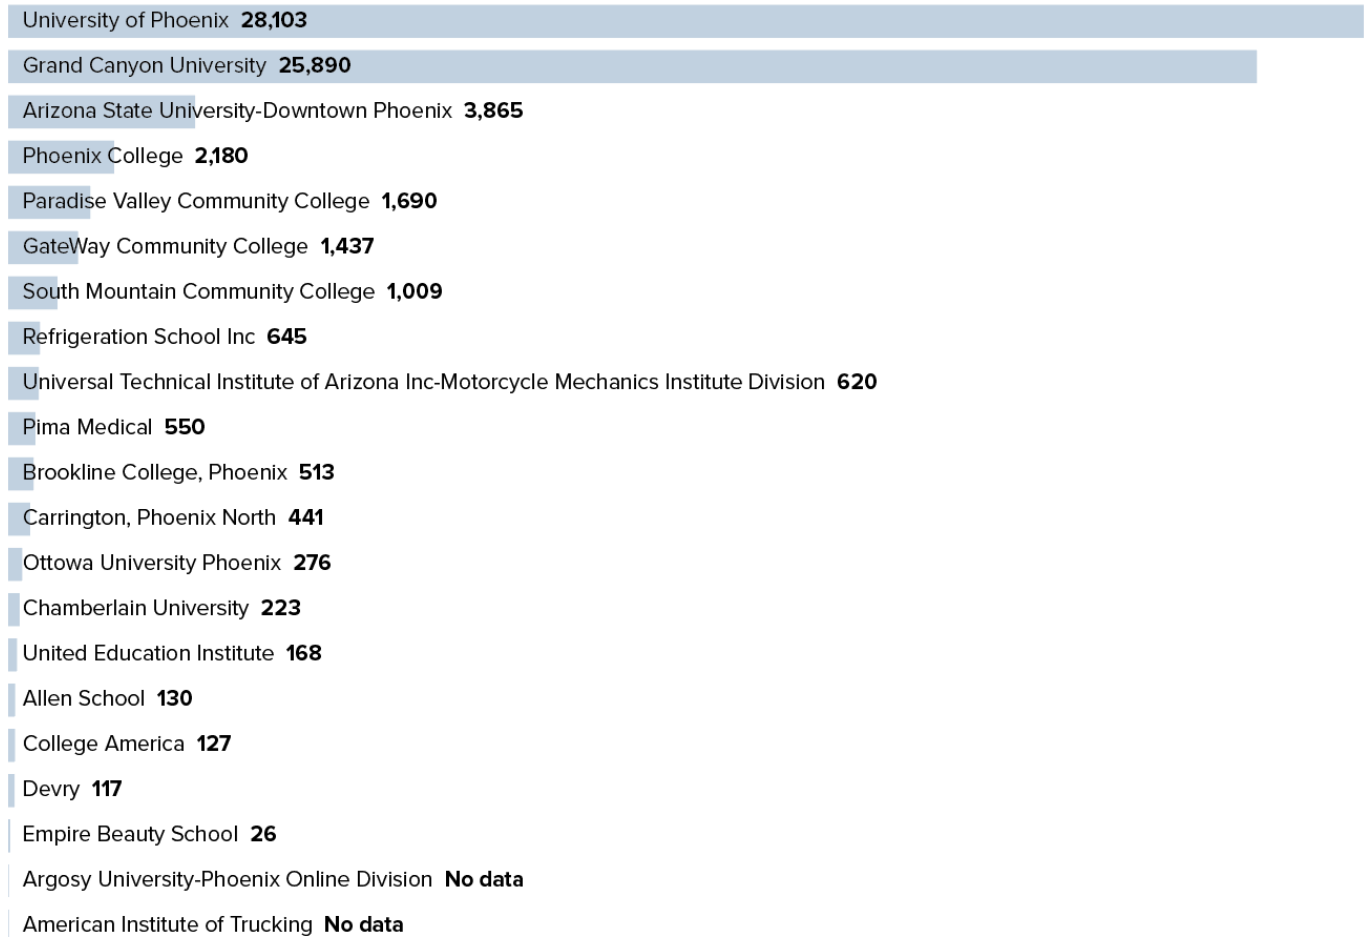 University of Phoenix 28,103
Grand Canyon University 25,890
Arizona State University-Downtown Phoenix 3,865
Phoenix College 2,180
Paradise Valley Community College 1,690
GateWay Community College 1,437
South Mountain Community College 1,009
Refrigeration School Inc 645
Universal Technical Institute of Arizona Inc-Motorcycle Mechanics Institute Division 620
Pima Medical 550
Brookline College, Phoenix 513
Carrington, Phoenix North 441
Ottowa University Phoenix 276
Chamberlain University 223
United Education Institute 168
Allen School 130
College America 127
Devry 117
Empire Beauty School 26
Argosy University-Phoenix Online Division No data
American Institute of Trucking No data